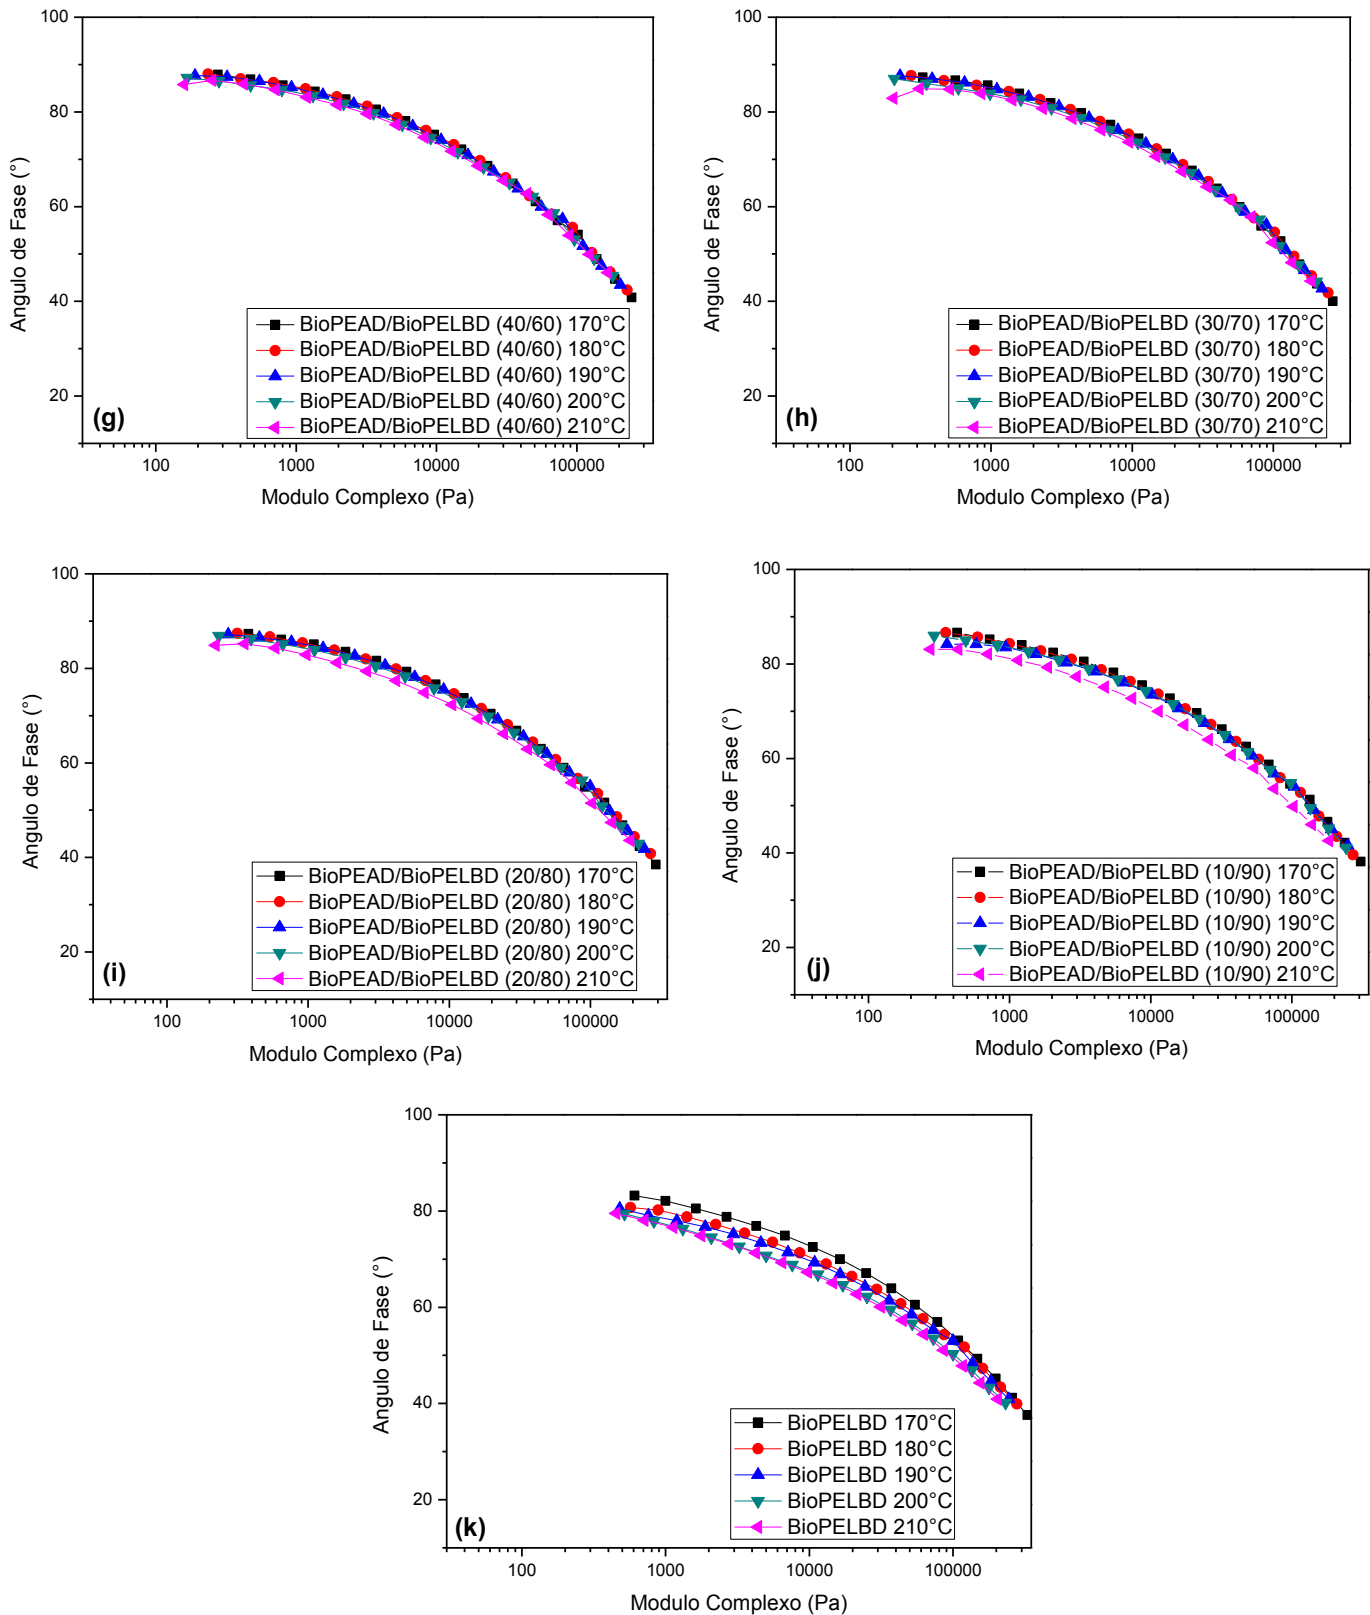 100
80
60
40
20
Angulo de Fase (°)
BioPEAD/BioPELBD (40/60) 170°C
BioPEAD/BioPELBD (40/60) 180°C
BioPEAD/BioPELBD (40/60) 190°C
BioPEAD/BioPELBD (40/60) 200°C
BioPEAD/BioPELBD (40/60) 210°C
(g)
100 1000 10000 100000
Modulo Complexo (Pa)
100
80
60
40
20
Angulo de Fase (°)
BioPEAD/BioPELBD (30/70) 170°C
BioPEAD/BioPELBD (30/70) 180°C
BioPEAD/BioPELBD (30/70) 190°C
BioPEAD/BioPELBD (30/70) 200°C
BioPEAD/BioPELBD (30/70) 210°C
(h)
100 1000 10000 100000
Modulo Complexo (Pa)
100
80
60
40
20
Angulo de Fase (°)
BioPEAD/BioPELBD (20/80) 170°C
BioPEAD/BioPELBD (20/80) 180°C
BioPEAD/BioPELBD (20/80) 190°C
BioPEAD/BioPELBD (20/80) 200°C
BioPEAD/BioPELBD (20/80) 210°C
(i)
100 1000 10000 100000
Modulo Complexo (Pa)
100
80
60
40
20
Angulo de Fase (°)
BioPEAD/BioPELBD (10/90) 170°C
BioPEAD/BioPELBD (10/90) 180°C
BioPEAD/BioPELBD (10/90) 190°C
BioPEAD/BioPELBD (10/90) 200°C
BioPEAD/BioPELBD (10/90) 210°C
(j)
100 1000 10000 100000
Modulo Complexo (Pa)
100
80
60
40
20
Angulo de Fase (°)
BioPELBD 170°C
BioPELBD 180°C
BioPELBD 190°C
BioPELBD 200°C
BioPELBD 210°C
(k)
100 1000 10000 100000
Modulo Complexo (Pa)